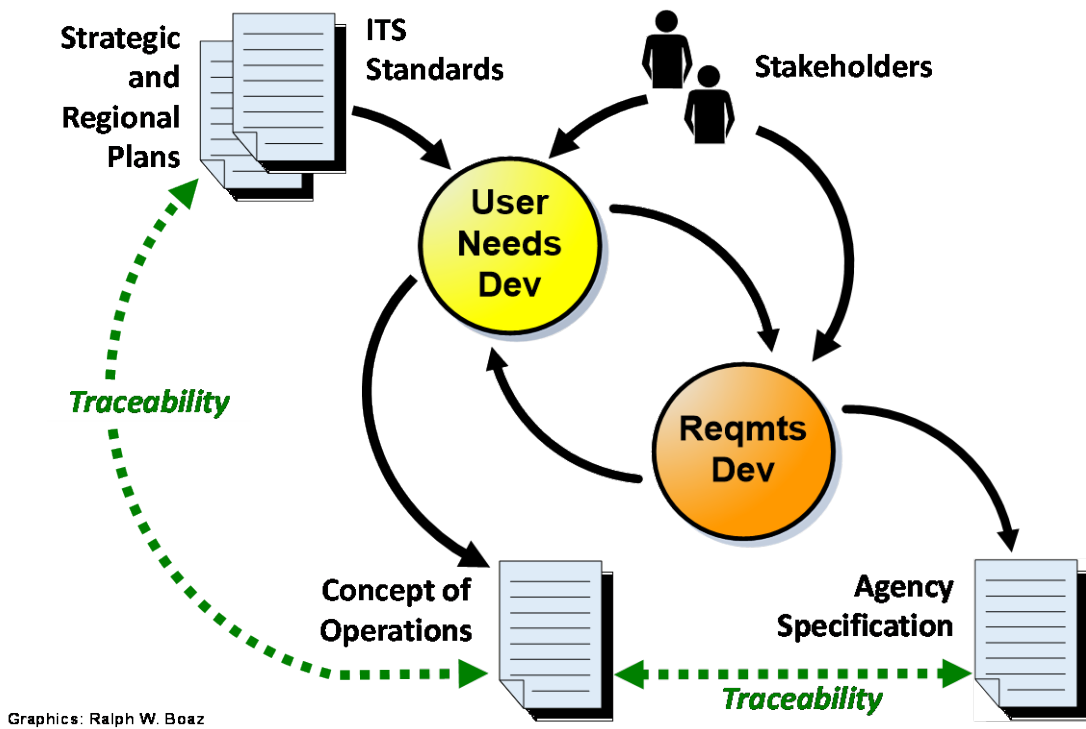 Strategic
and
Regional
Plans
ITS
Standards
Stakeholders
User
Needs
Dev
Traceability
Reqmts
Dev
Concept of
Operations
Agency
Specification
Traceability
Graphics: Ralph W. Boaz